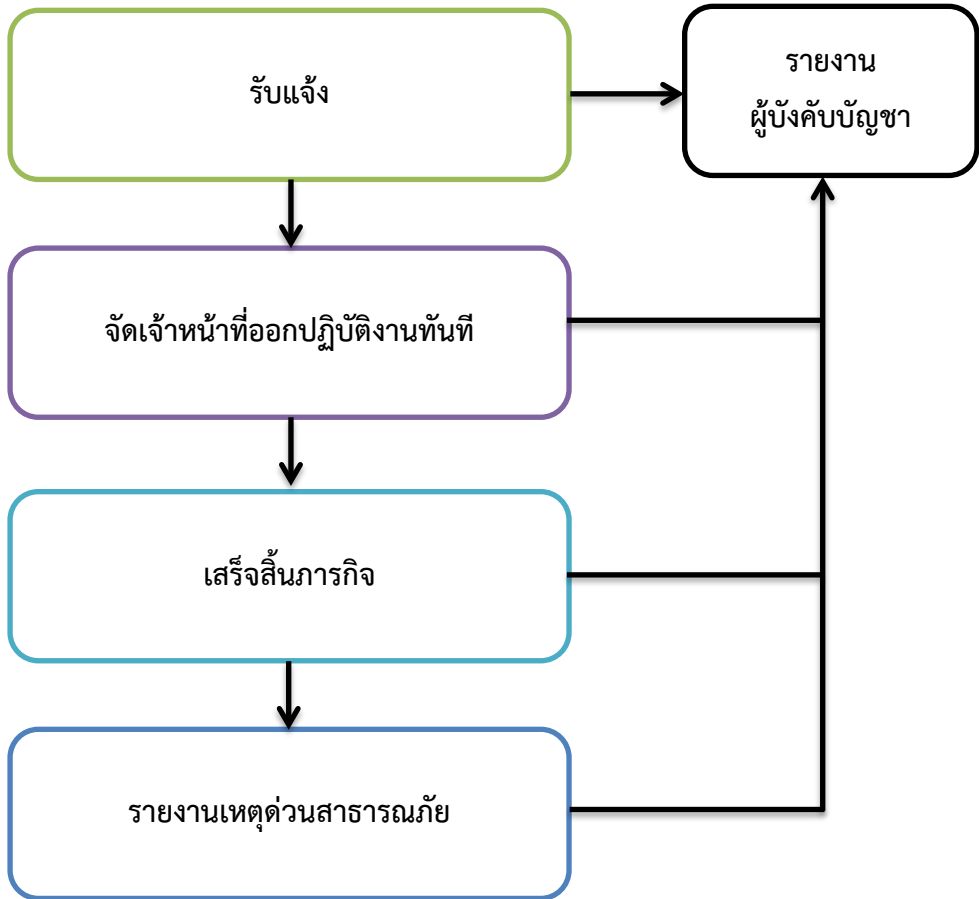 รับแจ้ง
รายงาน
ผู้บังคับบัญชา
จัดเจ้าหน้าที่ออกปฏิบัติงานทันที
เสร็จสิ้นภารกิจ
รายงานเหตุด่วนสาธารณภัย